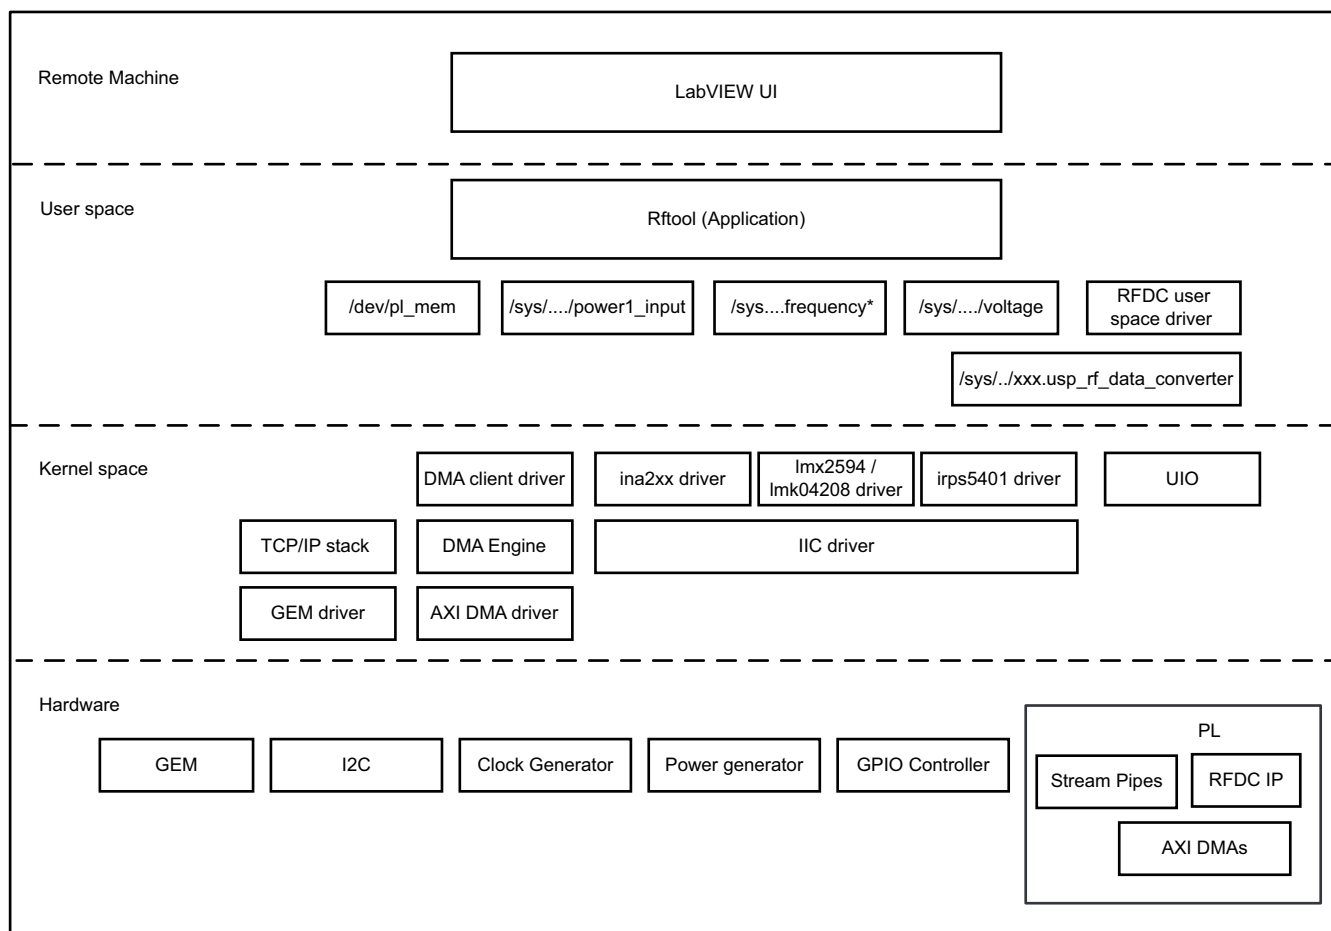 Remote Machine
LabVIEW UI
User space
Rftool (Application)
/dev/pl_mem
/sys/..../power1_input
/sys....frequency*
/sys/..../voltage
RFDC user
space driver
/sys/../xxx.usp_rf_data_converter
Kernel space
DMA client driver
ina2xx driver
lmx2594 /
lmk04208 driver
irps5401 driver
UIO
TCP/IP stack
DMA Engine
IIC driver
GEM driver
AXI DMA driver
Hardware
GEM
I2C
Clock Generator
Power generator
GPIO Controller
PL
Stream Pipes
RFDC IP
AXI DMAs